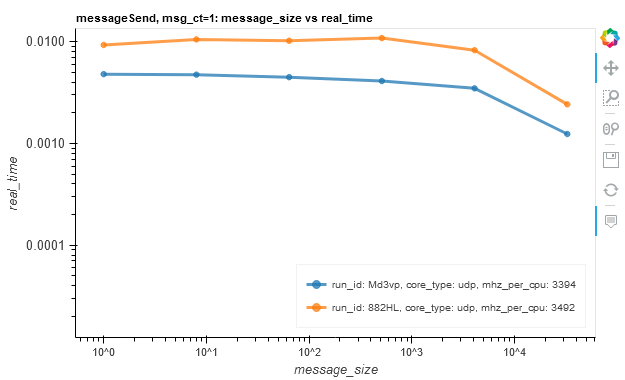 messageSend, msg_ct=1: message_size vs real_time
0.0100
0.0010
0.0001
real_time
run_id: Md3vp, core_type: udp, mhz_per_cpu: 3394
run_id: 882HL, core_type: udp, mhz_per_cpu: 3492
10^0
10^1
10^2
10^3
10^4
message_size